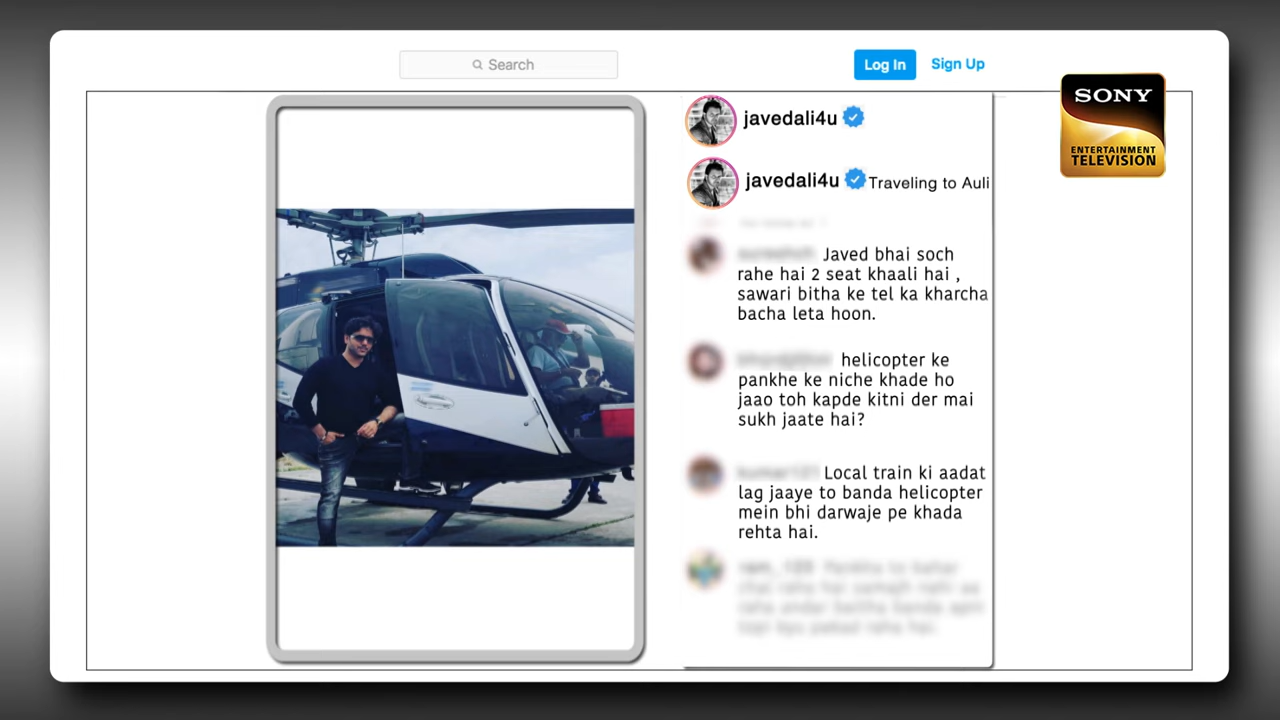 Search
Log In
Sign Up
SONY
ENTERTAINMENT
TELEVISION
javedali4u
javedali4u Traveling to Auli
Javed bhai soch
rahe hai 2 seat khaali hai ,
sawari bitha ke tel ka kharcha
bacha leta hoon.
helicopter ke
pankhe ke niche khade ho
jaao toh kapde kitni der mai
sukh jaate hai?
Local train ki aadat
lag jaaye to banda helicopter
mein bhi darwaje pe khada
rehta hai.